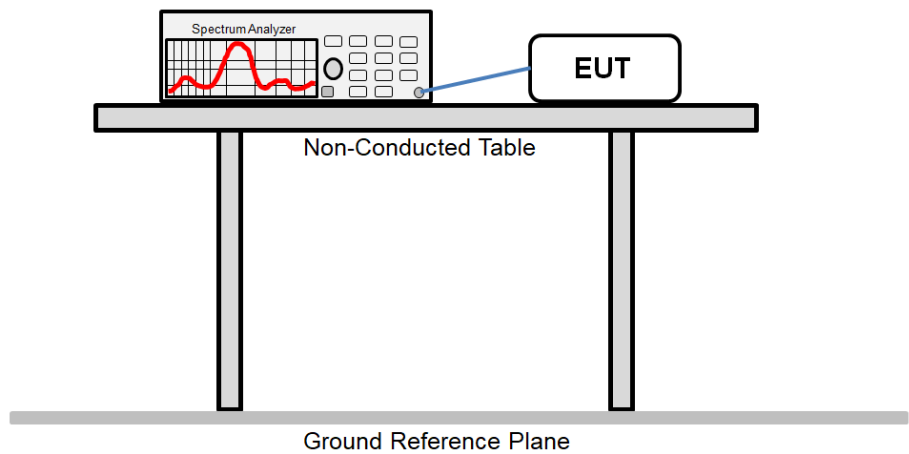 Spectrum Analyzer
EUT
Non-Conducted Table
Ground Reference Plane